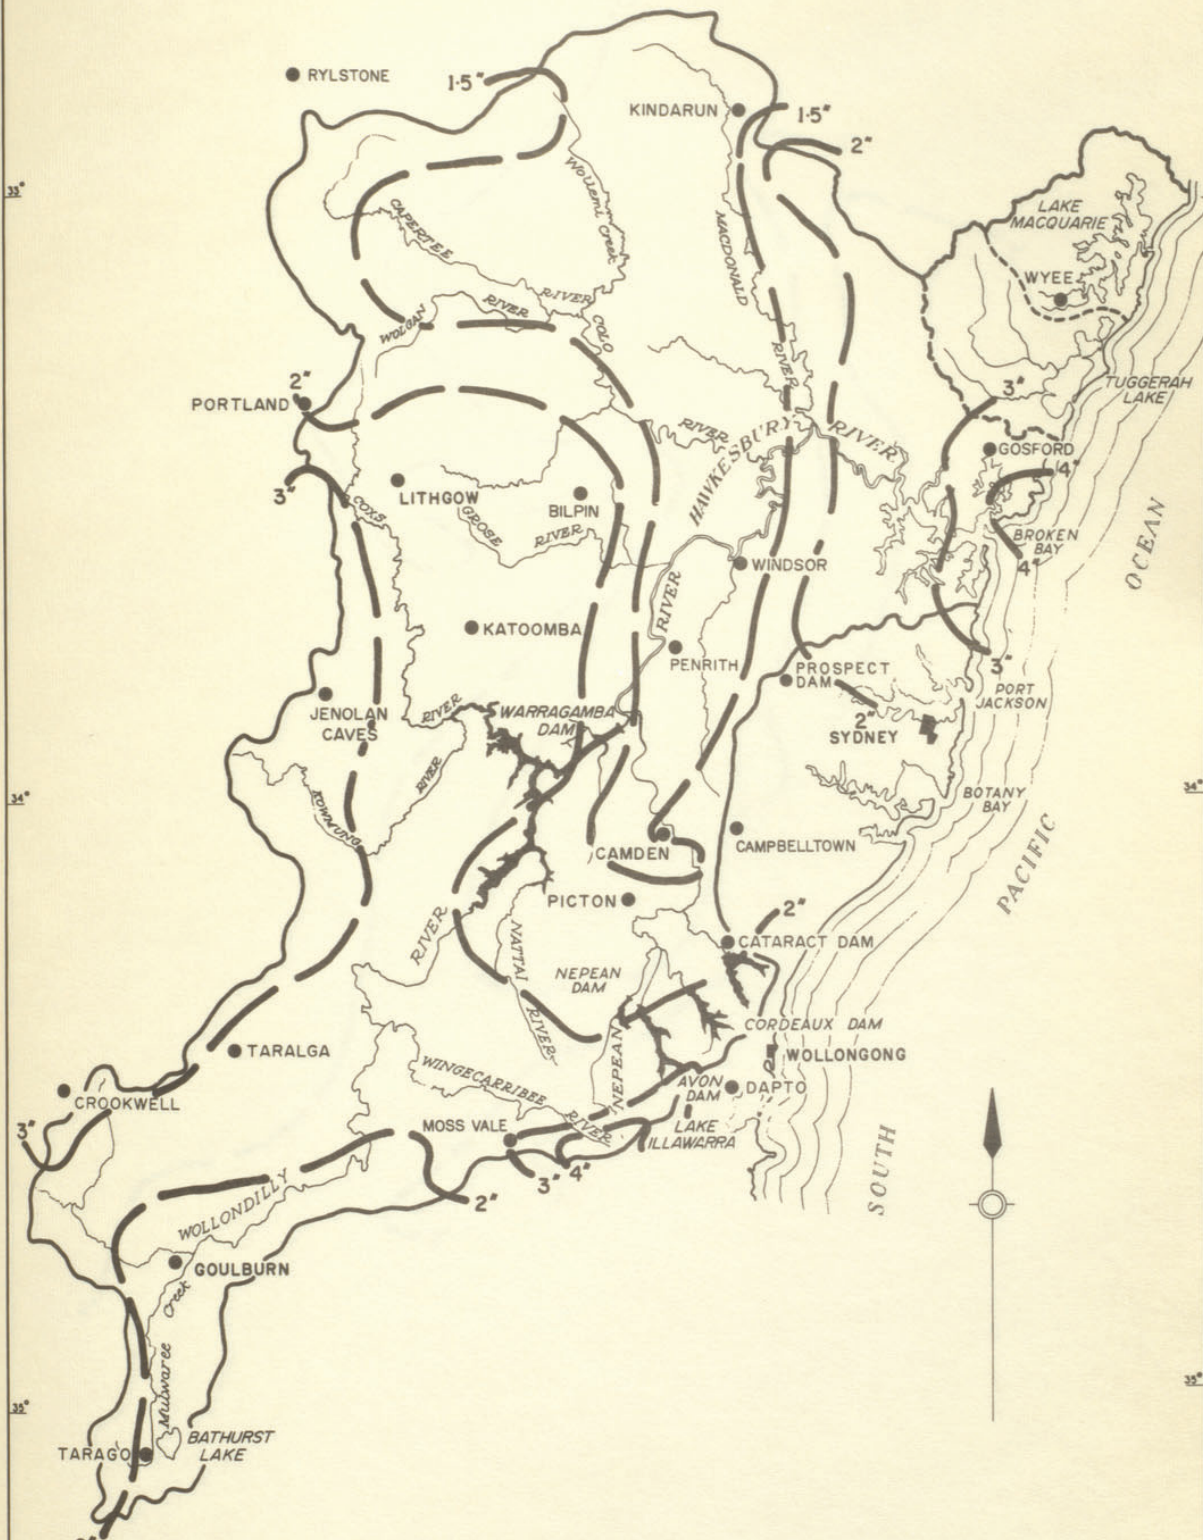 RYLSTONE
1·5"
KINDARUN
1·5"
2"
33°
Wollemi Creek
CAPERTEE
RIVER
MACDONALD
RIVER
LAKE
MACQUARIE
WYEE
WOLGAN
RIVER
COLO
RIVER
TUGGERAH
LAKE
2"
PORTLAND
3"
GOSFORD
4"
HAWKESBURY
RIVER
3"
LITHGOW
COXS
RIVER
BILPIN
GROSE
RIVER
BROKEN
BAY
4"
OCEAN
WINDSOR
RIVER
KATOOMBA
PENRITH
PROSPECT
DAM
3"
JENOLAN
CAVES
WARRAGAMBA
DAM
PORT
JACKSON
2"
SYDNEY
34°
34°
KOWMUNG
RIVER
BOTANY
BAY
CAMDEN
CAMPBELLTOWN
PACIFIC
PICTON
2"
RIVER
NATTAI
RIVER
CATARACT DAM
NEPEAN
DAM
CORDEAUX DAM
TARALGA
WOLLONGONG
CROOKWELL
WINGECARRIBEE
RIVER
NEPEAN
AVON
DAM
DAPTO
3"
MOSS VALE
LAKE
ILLAWARRA
3"
4"
2"
SOUTH
WOLLONDILLY
GOULBURN
Creek
Mulwaree
35°
35°
BATHURST
LAKE
TARAGO